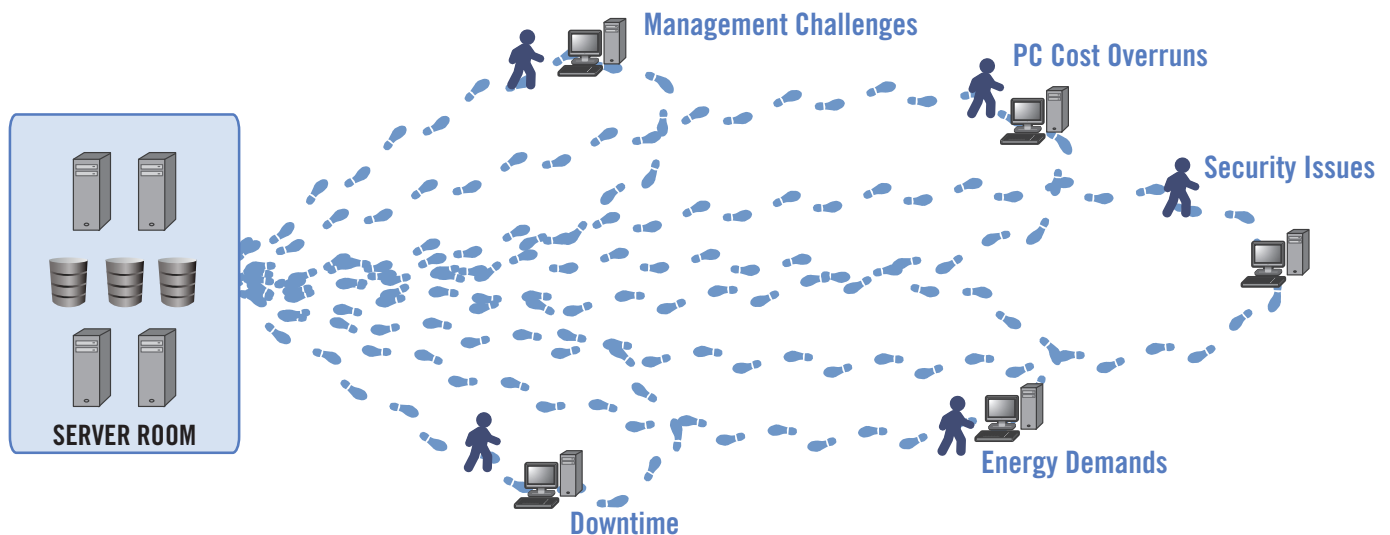 Management Challenges
PC Cost Overruns
Security Issues
SERVER ROOM
Energy Demands
Downtime